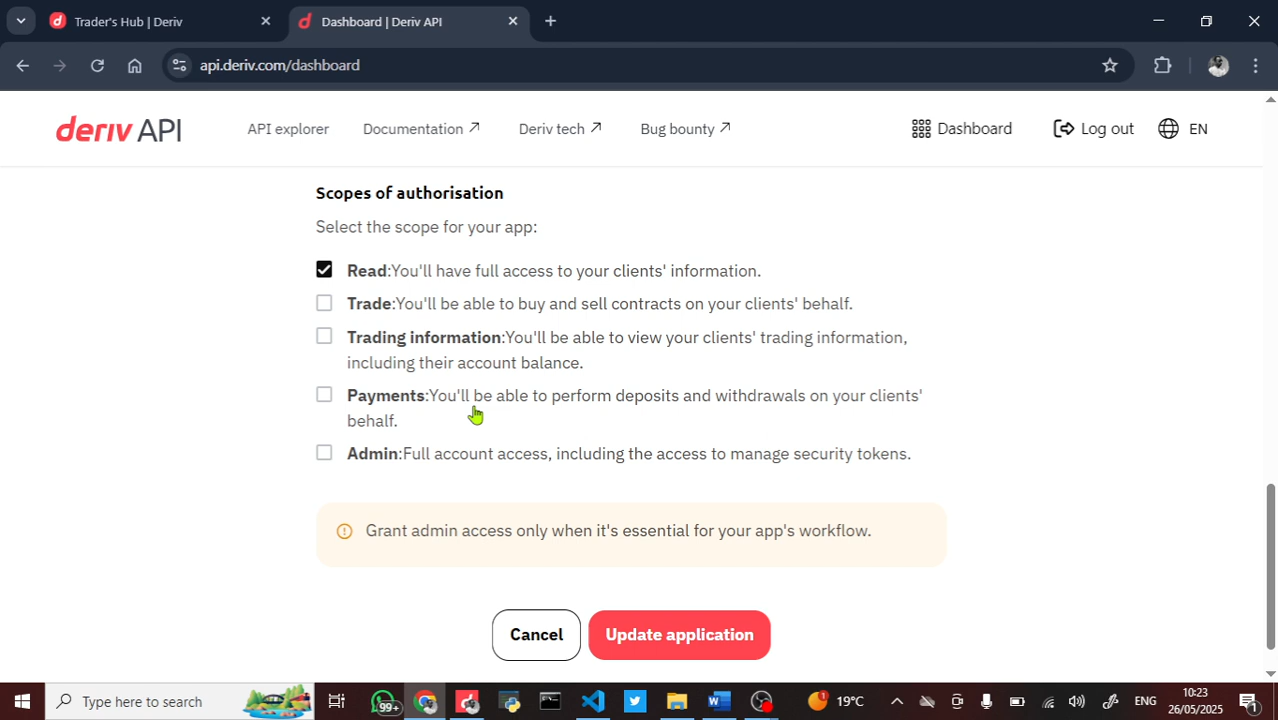 Trader's Hub | Deriv
Dashboard | Deriv API
api.deriv.com/dashboard
deriv API
API explorer
Documentation
Deriv tech
Bug bounty
Dashboard
Log out
EN
Scopes of authorisation
Select the scope for your app:
Read:You'll have full access to your clients' information.
Trade:You'll be able to buy and sell contracts on your clients' behalf.
Trading information:You'll be able to view your clients' trading information,
including their account balance.
Payments:You'll be able to perform deposits and withdrawals on your clients'
behalf.
Admin:Full account access, including the access to manage security tokens.
Grant admin access only when it's essential for your app's workflow.
Cancel
Update application
Type here to search
99+
1
19°C
ENG
10:23
26/05/2025
1